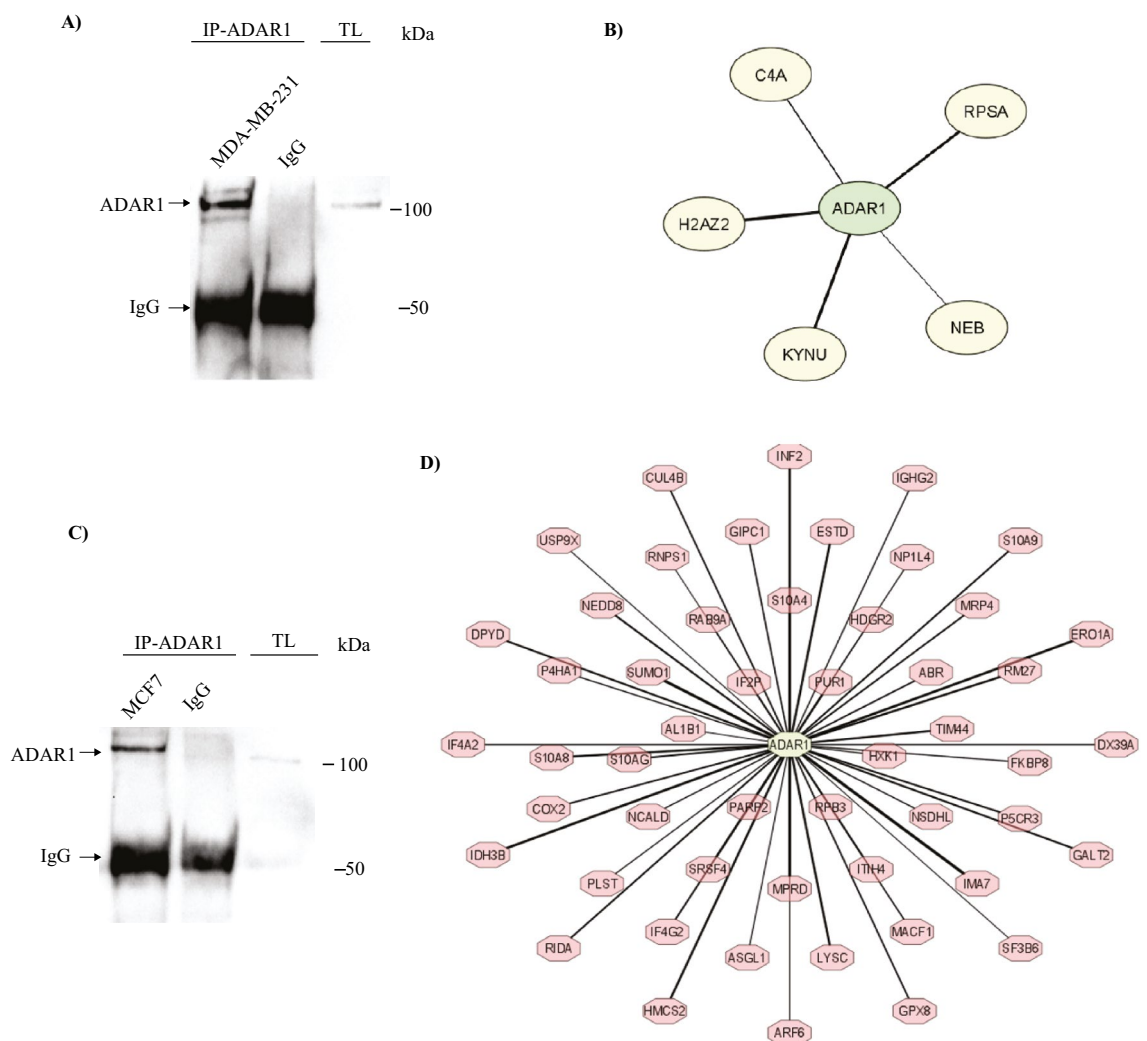 A)
IP-ADAR1 TL kDa
MDA-MB-231 IgG
ADAR1
–100
IgG
–50
B)
C4A
RPSA
ADAR1
H2AZ2
NEB
KYNU
C)
IP-ADAR1 TL kDa
MCF7 IgG
ADAR1
– 100
IgG
–50
D)
INF2
CUL4B IGHG2
GIPC1 ESTD
USP9X S10A9
RNPS1 NP1L4
S10A4
NEDD8 MRP4
RAB9A HDGR2
DPYD ERO1A
P4HA1 SUMO1 ABR RM27
IF2P PUR1
AL1B1 TIM44
IF4A2 ADAR1 DX39A
S10A8 S10AG HXK1 FKBP8
COX2 NCALD PARP2 RPB3 NSDHL P5CR3
IDH3B GALT2
SRSF4 ITIH4
PLST MPRD IMA7
IF4G2 MACF1
RIDA SF3B6
ASGL1 LYSC
HMCS2 GPX8
ARF6